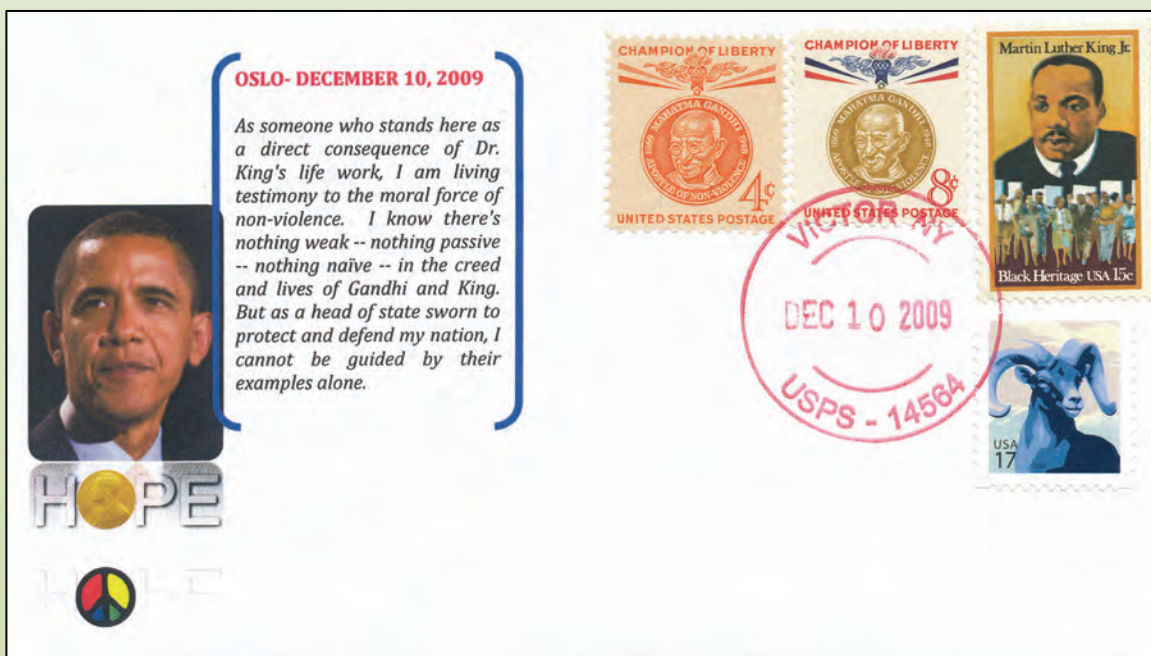 OSLO- DECEMBER 10, 2009
As someone who stands here as
a direct consequence of Dr.
King's life work, I am living
testimony to the moral force of
non-violence. I know there's
nothing weak -- nothing passive
-- nothing naïve -- in the creed
and lives of Gandhi and King.
But as a head of state sworn to
protect and defend my nation, I
cannot be guided by their
examples alone.
HOPE
CHAMPION OF LIBERTY
MAHATMA GANDHI
1869 1948
APOSTLE OF NON-VIOLENCE
4¢
UNITED STATES POSTAGE
CHAMPION OF LIBERTY
MAHATMA GANDHI
1869 1948
APOSTLE OF NON-VIOLENCE
8¢
UNITED STATES POSTAGE
Martin Luther King Jr.
Black Heritage USA 15c
VICTOR NY
DEC 10 2009
USPS - 14564
USA
17